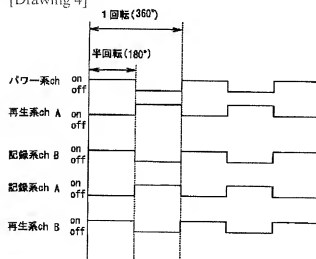 [Drawing 4]
1回転(360°)
半回転(180°)
パワー系ch on
off
再生系ch A on
off
記録系ch B on
off
記録系ch A on
off
再生系ch B on
off